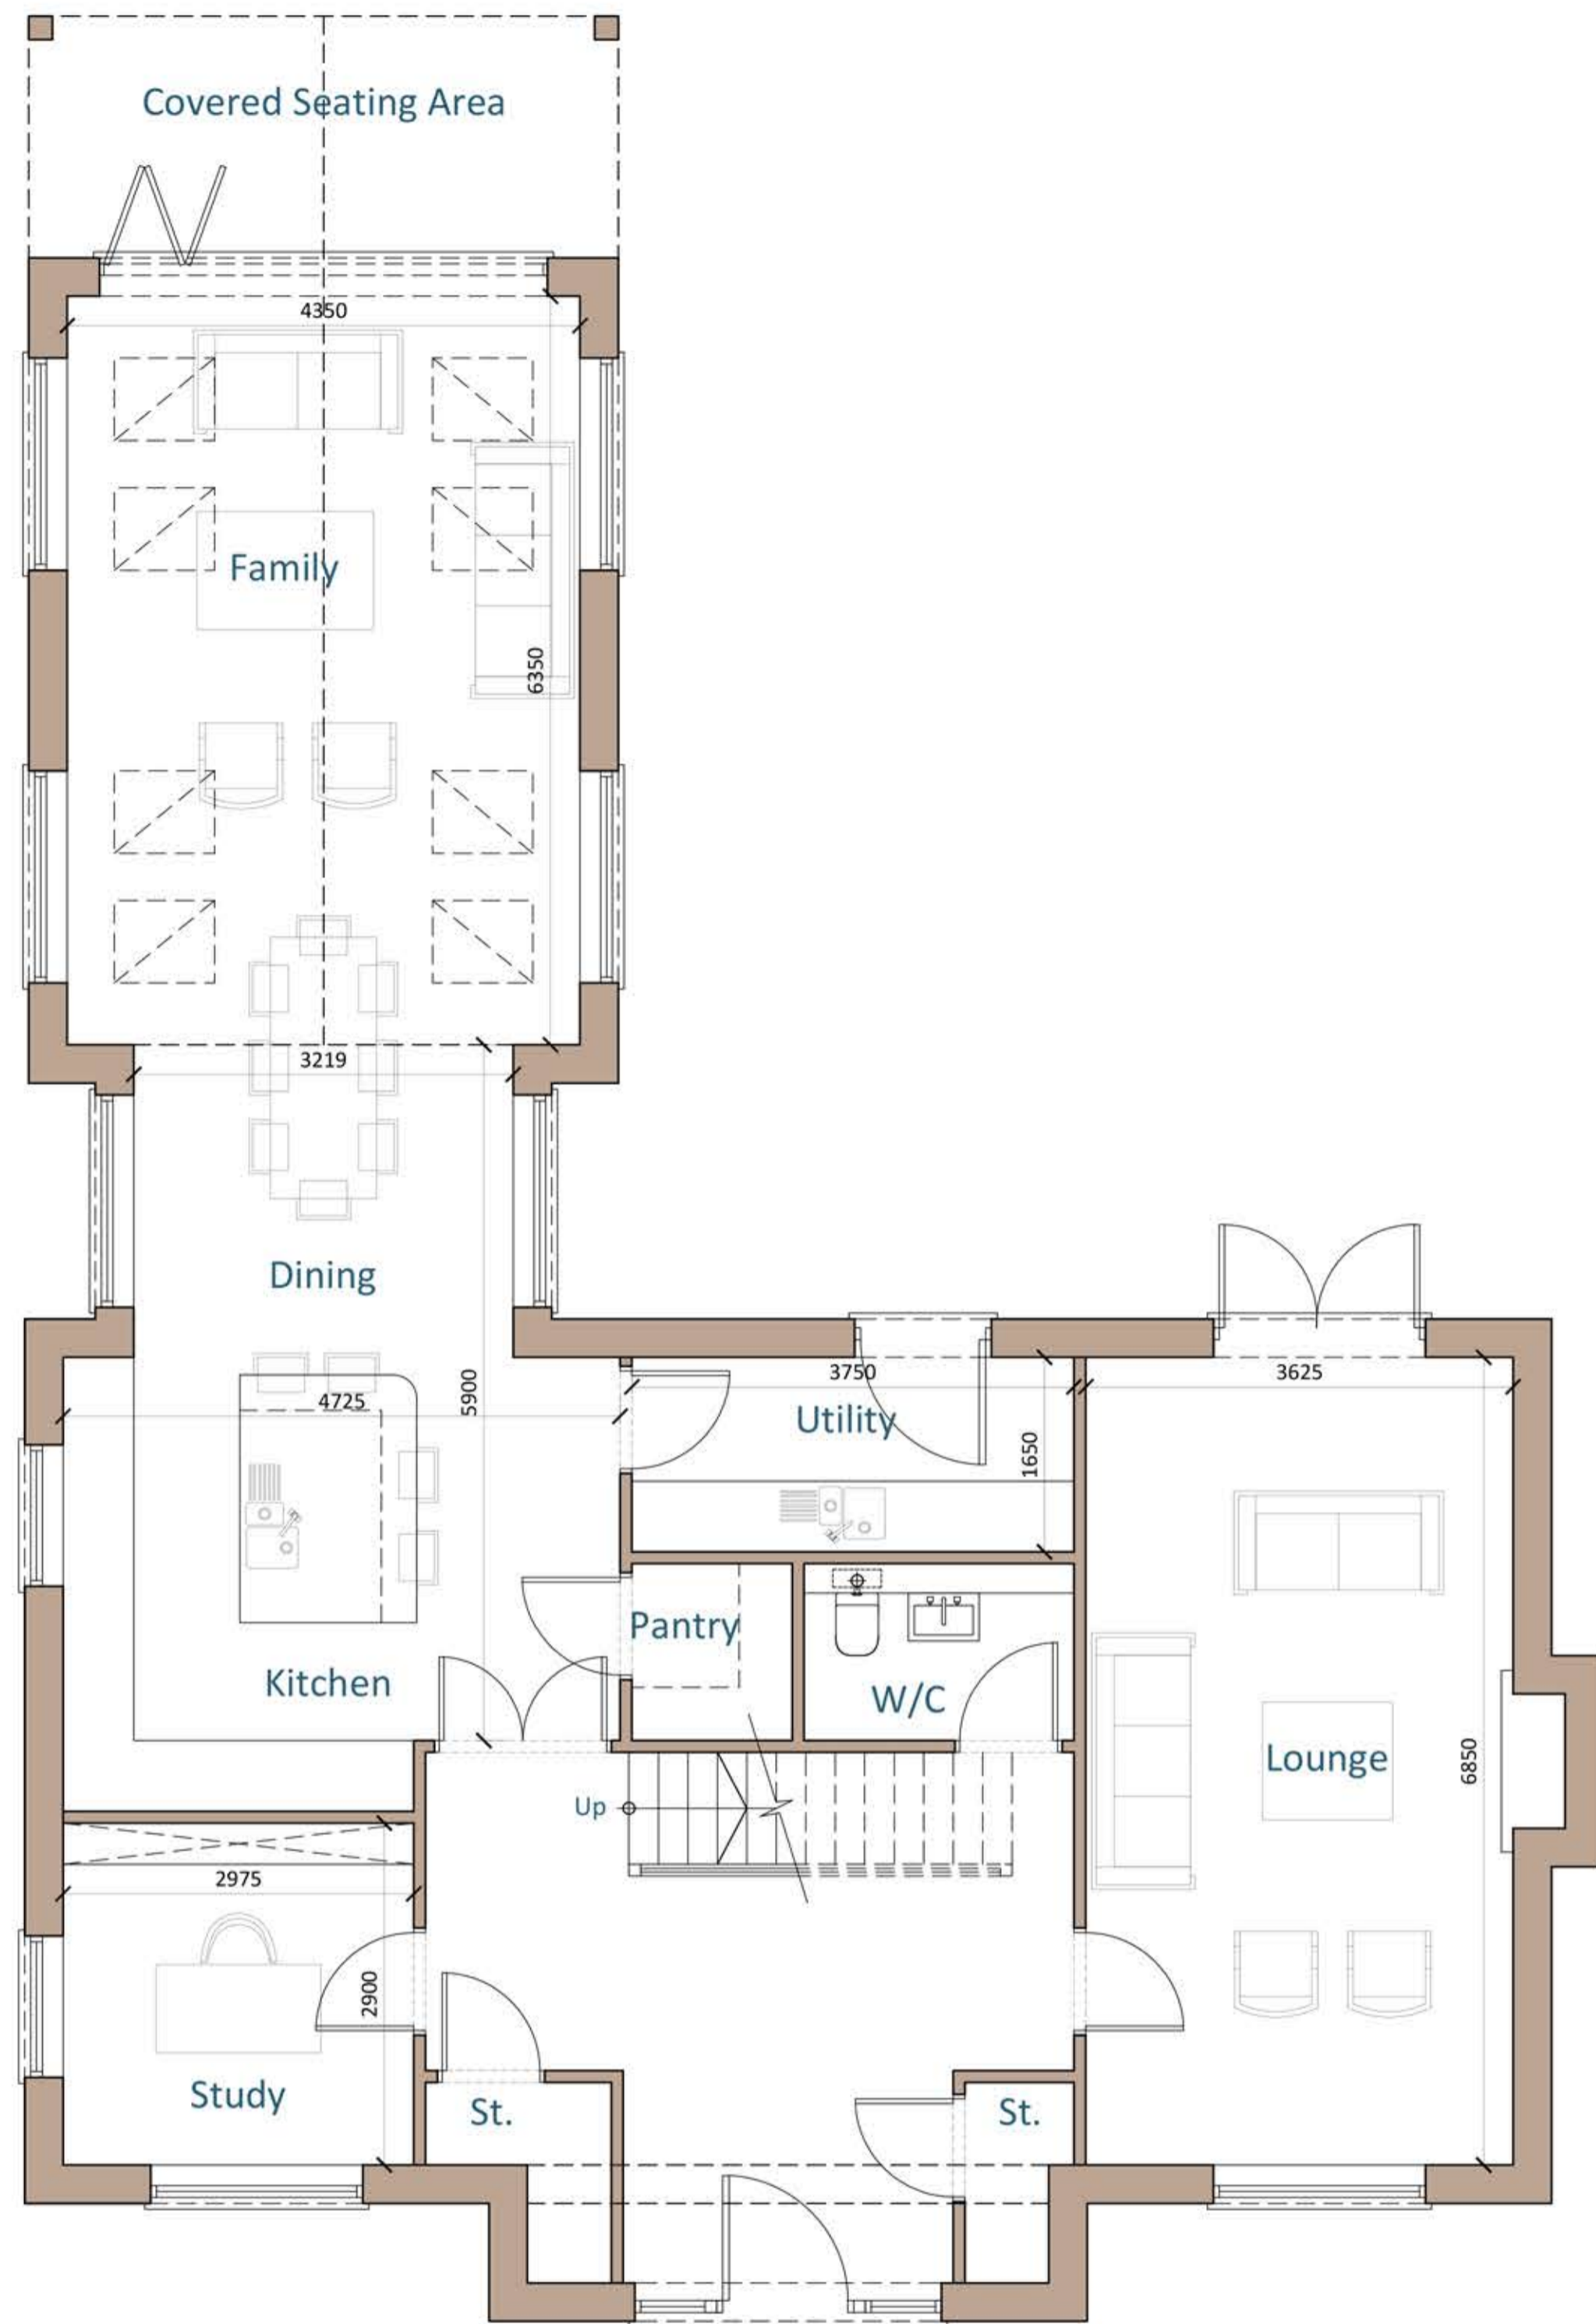 Covered Seating Area
4350
Family
6350
3219
Dining
5900
4725
3750
Utility
1650
3625
Pantry
Kitchen
W/C
Up
Lounge
6850
2975
2900
Study
St.
St.